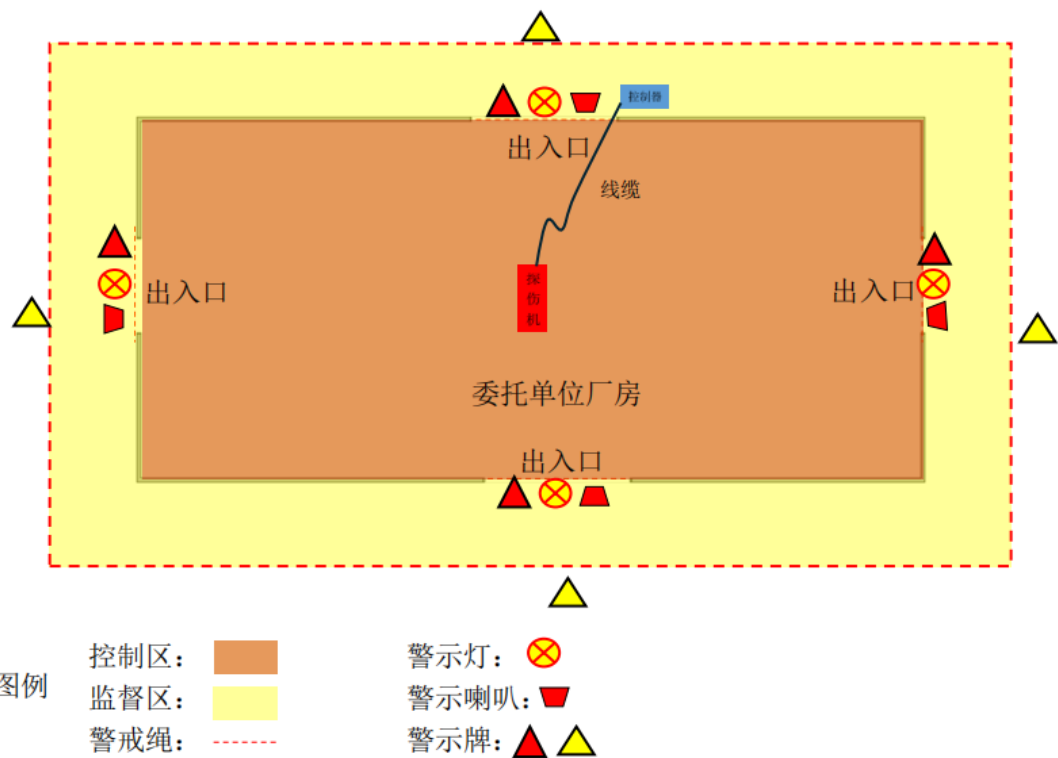 控制器
出入口
线缆
出入口
探伤机
出入口
委托单位厂房
出入口
图例
控制区：
警示灯：
监督区：
警示喇叭：
警戒绳：
警示牌：